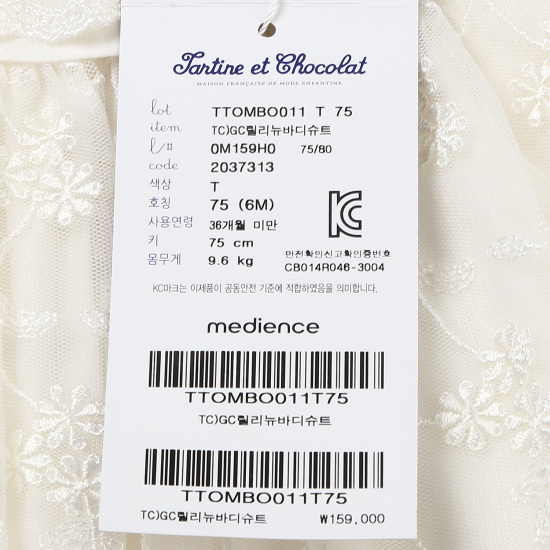 Tartine et Chocolat
MAISON FRANÇAISE DE MODE ENFANTINE
lot TTOMBO011 T 75
item TC)GC릴리뉴바디슈트
l/# 0M159H0 75/80
code 2037313
색상 T
호칭 75 (6M)
사용연령 36개월 미만
키 75 cm
몸무게 9.6 kg
안전확인신고확인증번호
CB014R046-3004
KC마크는 이제품이 공통안전 기준에 적합하였음을 의미합니다.
medience
TTOMBO011T75
TC)GC릴리뉴바디슈트
TTOMBO011T75
TC)GC릴리뉴바디슈트 ₩159,000